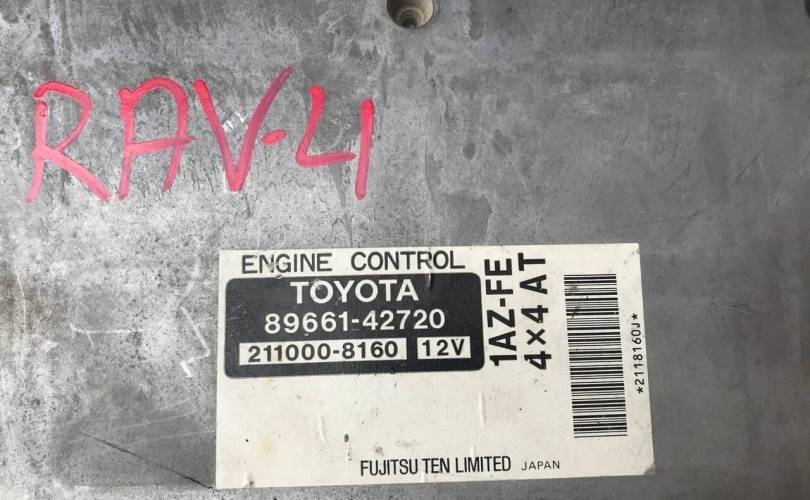 RAV-4
ENGINE CONTROL
TOYOTA
89661-42720
211000-8160 12V
1AZ-FE
4×4 AT
*2118160J*
FUJITSU TEN LIMITED JAPAN